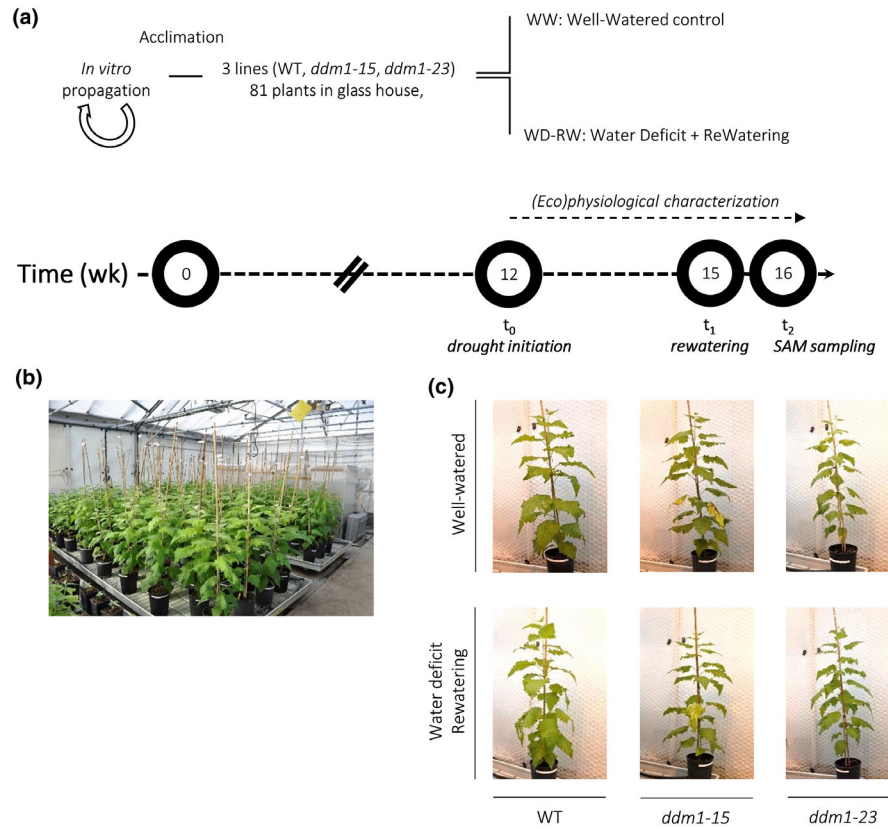 (a)
Acclimation
In vitro
propagation
3 lines (WT, ddm1-15, ddm1-23)
81 plants in glass house,
WW: Well-Watered control
WD-RW: Water Deficit + ReWatering
(Eco)physiological characterization
Time (wk)
0
12
15
16
t0
t1
t2
drought initiation
rewatering
SAM sampling
(b)
(c)
Well-watered
Water deficit
Rewatering
WT
ddm1-15
ddm1-23